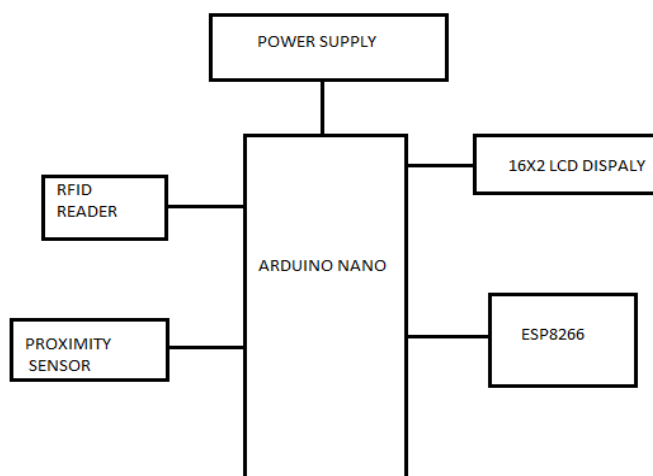 POWER SUPPLY
RFID
READER
16X2 LCD DISPALY
ARDUINO NANO
PROXIMITY
SENSOR
ESP8266